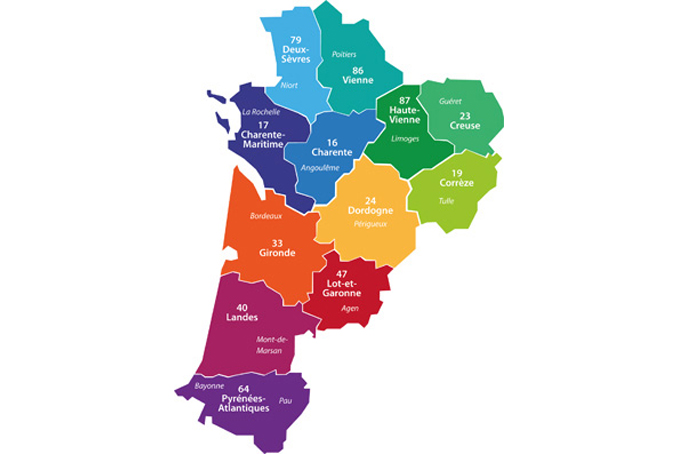 79
Deux-
Sèvres
Niort
Poitiers
86
Vienne
La Rochelle
17
Charente-
Maritime
16
Charente
Angoulême
87
Haute-
Vienne
Limoges
Guéret
23
Creuse
19
Corrèze
Tulle
24
Dordogne
Périgueux
Bordeaux
33
Gironde
47
Lot-et-
Garonne
Agen
40
Landes
Mont-de-
Marsan
Bayonne
64
Pyrénées-
Atlantiques
Pau